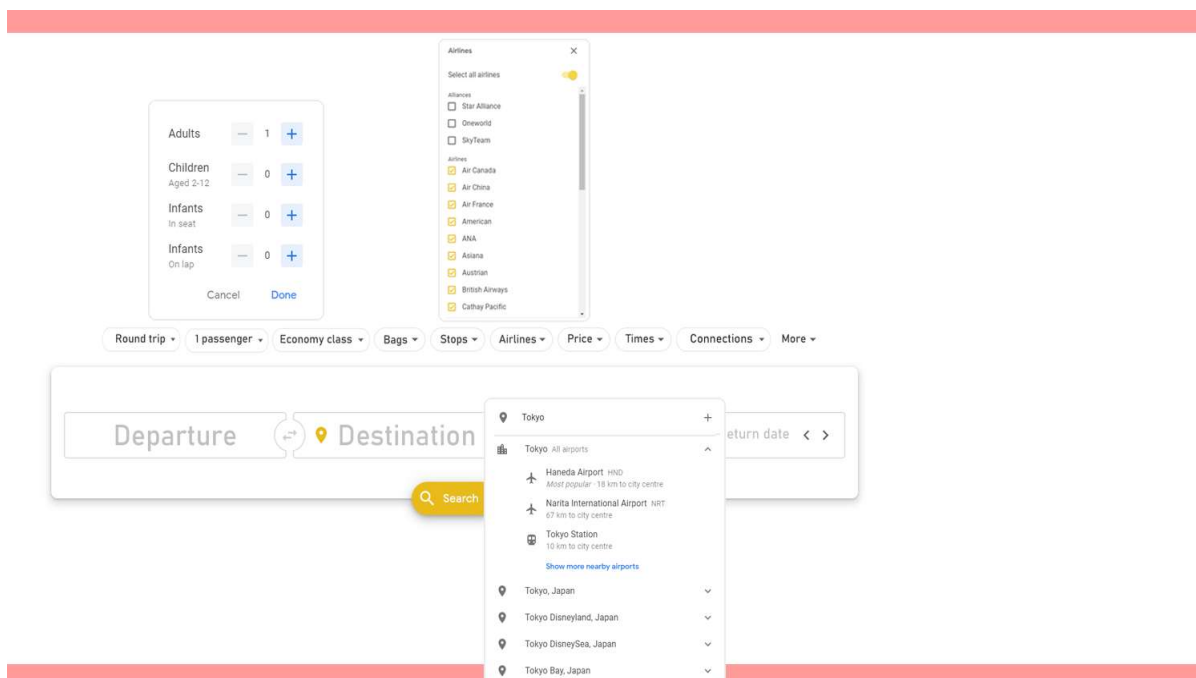 Airlines
Select all airlines
Alliances
Star Alliance
Oneworld
SkyTeam
Airlines
Air Canada
Air China
Air France
American
ANA
Asiana
Austrian
British Airways
Cathay Pacific
Adults 1
Children 0
Aged 2-12
Infants 0
In seat
Infants 0
On lap
Cancel Done
Round trip 1 passenger Economy class Bags Stops Airlines Price Times Connections More
Departure Destination eturn date
Search
Tokyo
Tokyo All airports
Haneda Airport HND
Most popular · 18 km to city centre
Narita International Airport NRT
67 km to city centre
Tokyo Station
10 km to city centre
Show more nearby airports
Tokyo, Japan
Tokyo Disneyland, Japan
Tokyo DisneySea, Japan
Tokyo Bay, Japan